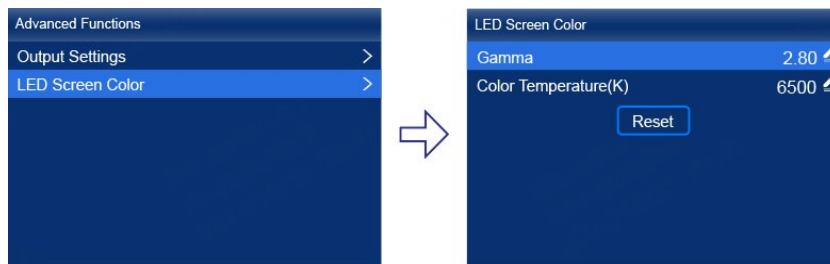 Advanced Functions
Output Settings
LED Screen Color
LED Screen Color
Gamma 2.80
Color Temperature(K) 6500
Reset